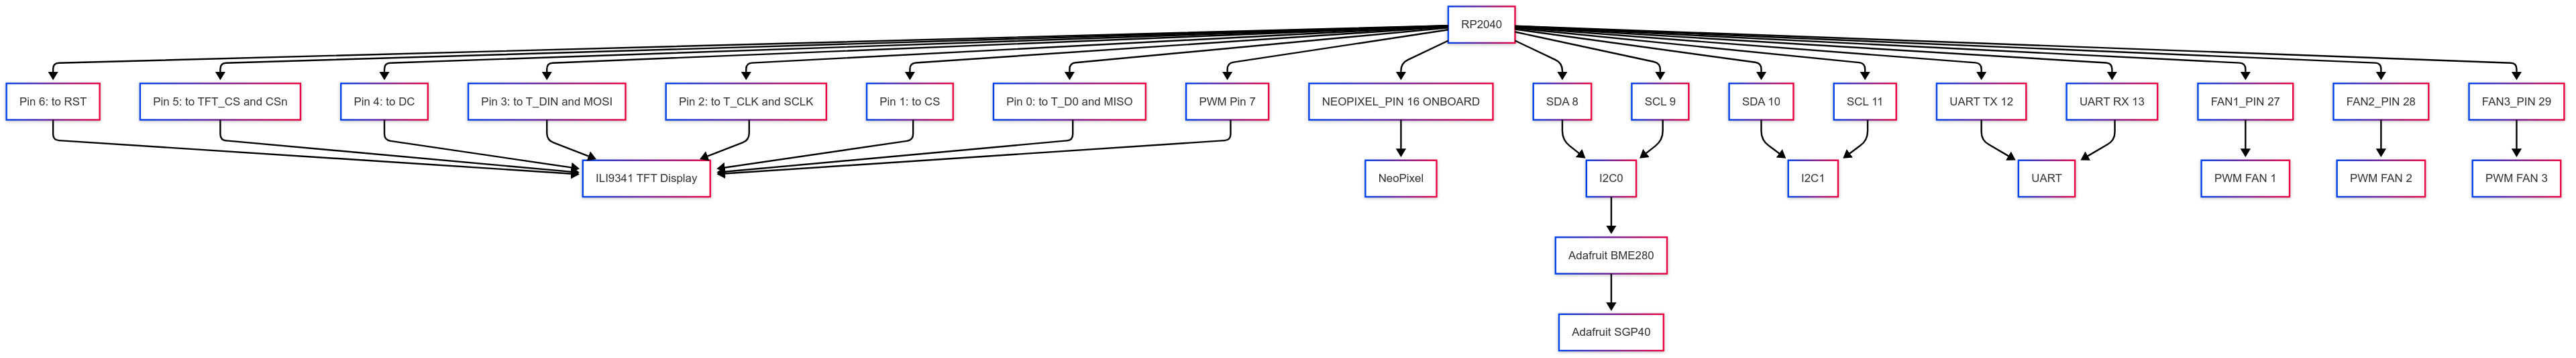 RP2040
Pin 6: to RST
Pin 5: to TFT_CS and CSn
Pin 4: to DC
Pin 3: to T_DIN and MOSI
Pin 2: to T_CLK and SCLK
Pin 1: to CS
Pin 0: to T_D0 and MISO
PWM Pin 7
NEOPIXEL_PIN 16 ONBOARD
SDA 8
SCL 9
SDA 10
SCL 11
UART TX 12
UART RX 13
FAN1_PIN 27
FAN2_PIN 28
FAN3_PIN 29
ILI9341 TFT Display
NeoPixel
I2C0
I2C1
UART
PWM FAN 1
PWM FAN 2
PWM FAN 3
Adafruit BME280
Adafruit SGP40